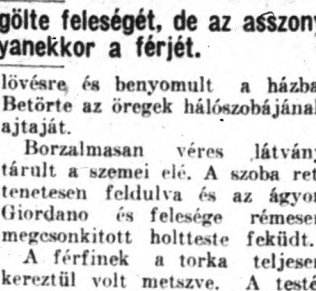 gölte feleségét, de az asszony
yanekkor a férjét.
lövésre és benyomult a házba
Betörte az öregek hálószobájának
ajtaját.
Borzalmasan véres látvány
tárult a szemei elé. A szoba ret
tenetesen feldulva és az ágyon
Giordano és felesége rémesen
megcsonkitott holtteste feküdt.
A férfinek a torka teljesen
kereztül volt metszve. A testé